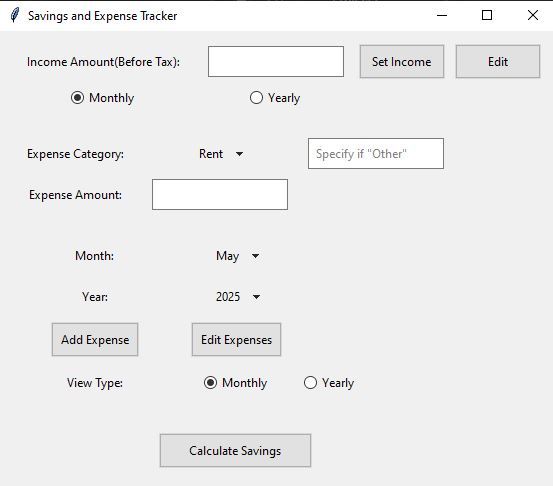 Savings and Expense Tracker
Income Amount(Before Tax): Set Income Edit
Monthly Yearly
Expense Category: Rent Specify if "Other"
Expense Amount:
Month: May
Year: 2025
Add Expense Edit Expenses
View Type: Monthly Yearly
Calculate Savings